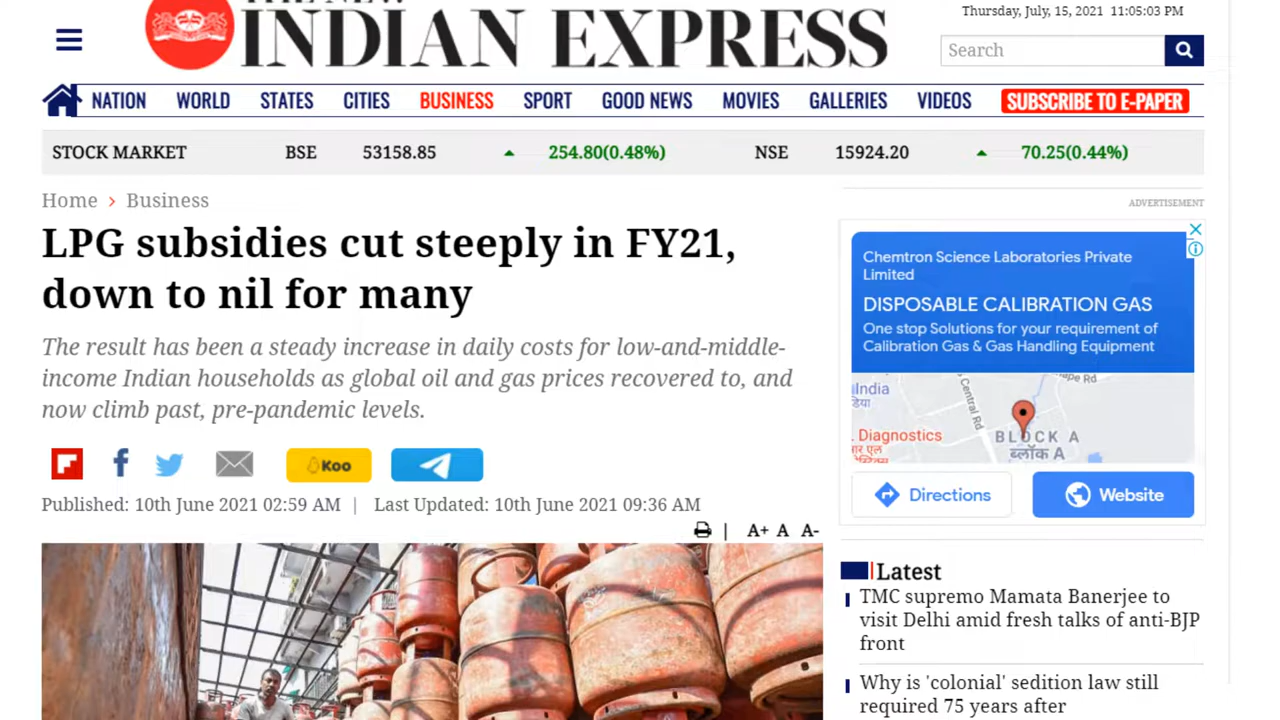 THE NEW
INDIAN EXPRESS
Thursday, July, 15, 2021 11:05:03 PM
Search
NATION WORLD STATES CITIES BUSINESS SPORT GOOD NEWS MOVIES GALLERIES VIDEOS SUBSCRIBE TO E-PAPER
STOCK MARKET BSE 53158.85 254.80(0.48%) NSE 15924.20 70.25(0.44%)
Home > Business
LPG subsidies cut steeply in FY21,
down to nil for many
The result has been a steady increase in daily costs for low-and-middle-
income Indian households as global oil and gas prices recovered to, and
now climb past, pre-pandemic levels.
Koo
Published: 10th June 2021 02:59 AM | Last Updated: 10th June 2021 09:36 AM
| A+ A A-
ADVERTISEMENT
Chemtron Science Laboratories Private
Limited
DISPOSABLE CALIBRATION GAS
One stop Solutions for your requirement of
Calibration Gas & Gas Handling Equipment
India
Central Rd
BLOCK A
ब्लॉक A
Diagnostics
Directions
Website
Latest
TMC supremo Mamata Banerjee to
visit Delhi amid fresh talks of anti-BJP
front
Why is 'colonial' sedition law still
required 75 years after